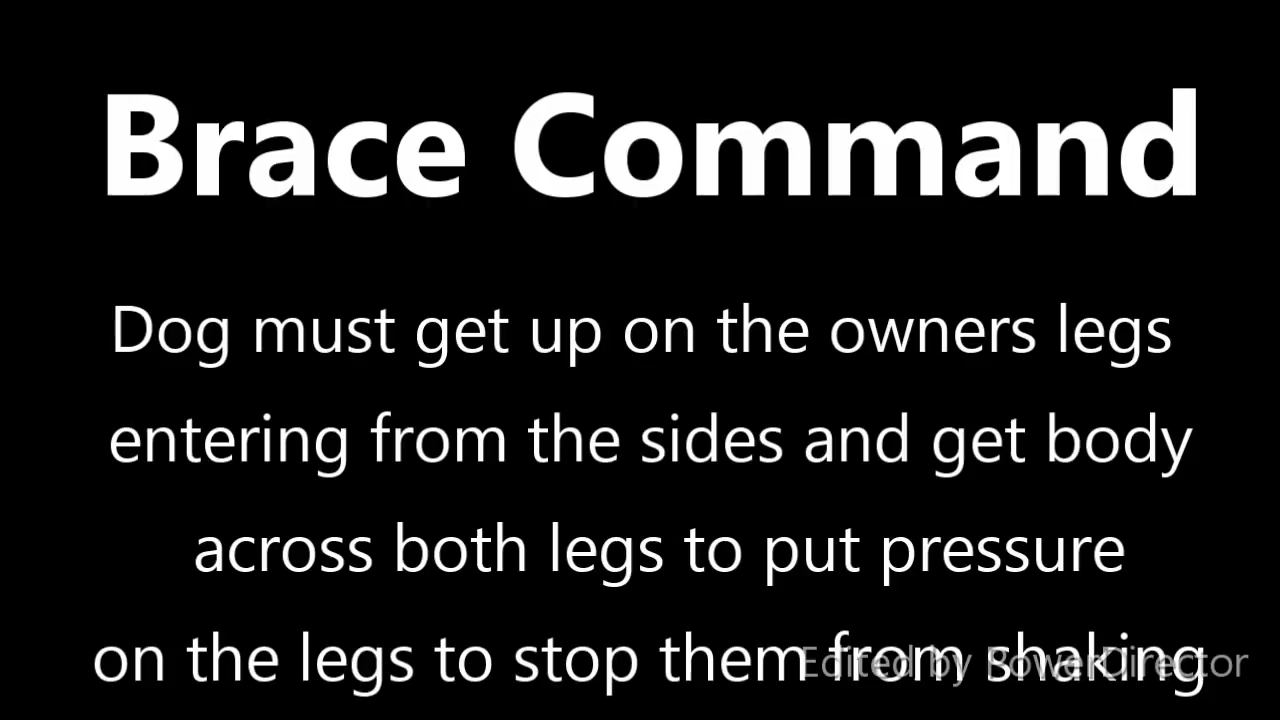 Brace Command
Dog must get up on the owners legs
entering from the sides and get body
across both legs to put pressure
on the legs to stop them from shaking
Edited by PowerDirector